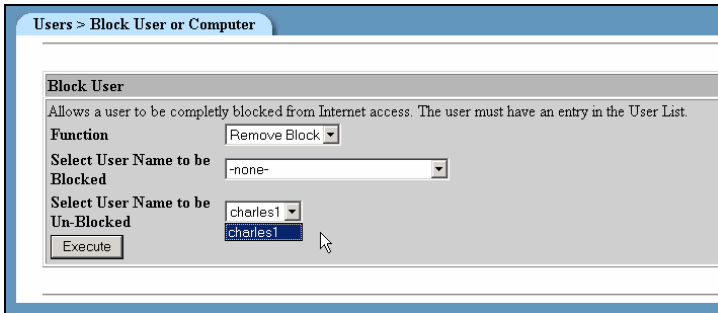 Users > Block User or Computer
Block User
Allows a user to be completly blocked from Internet access. The user must have an entry in the User List.
Function Remove Block
Select User Name to be
Blocked -none-
Select User Name to be
Un-Blocked charles1
charles1
Execute